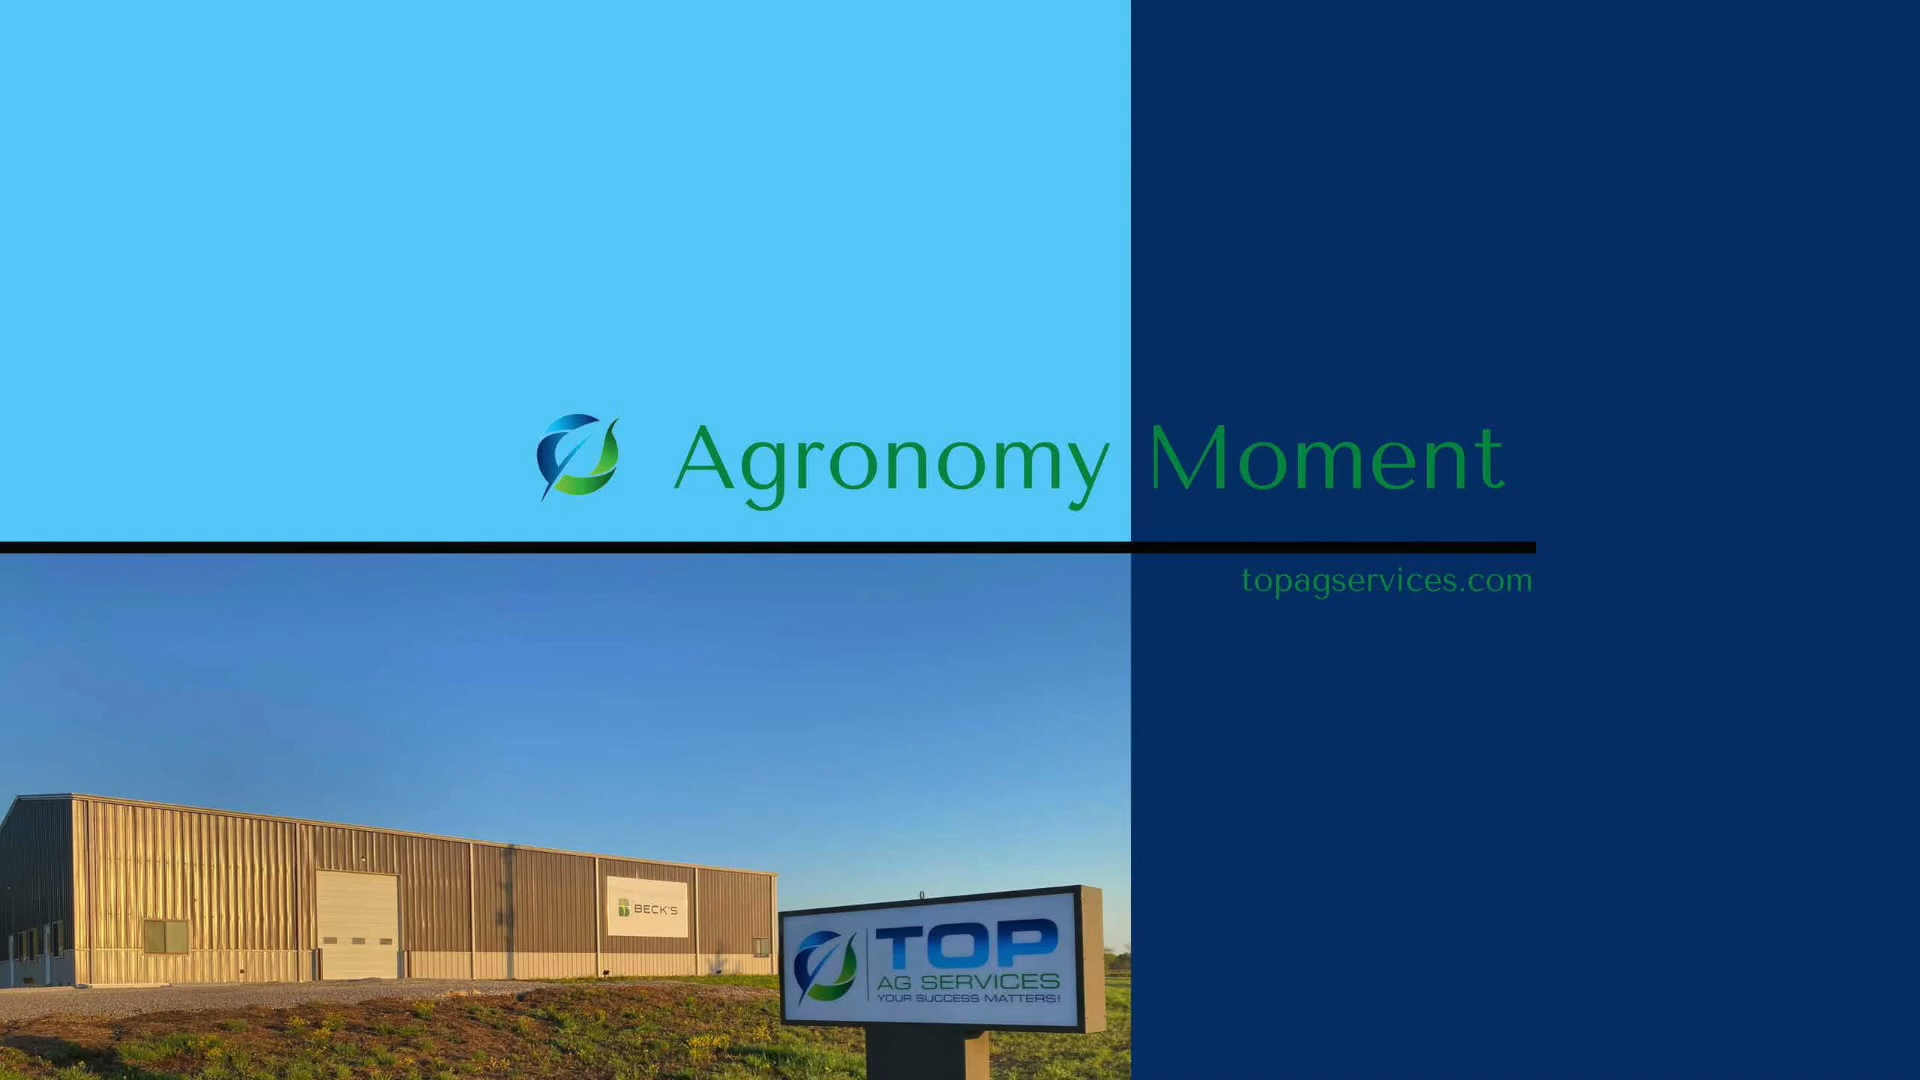 Agronomy Moment
topagservices.com
BECK'S
TOP
AG SERVICES
YOUR SUCCESS MATTERS!